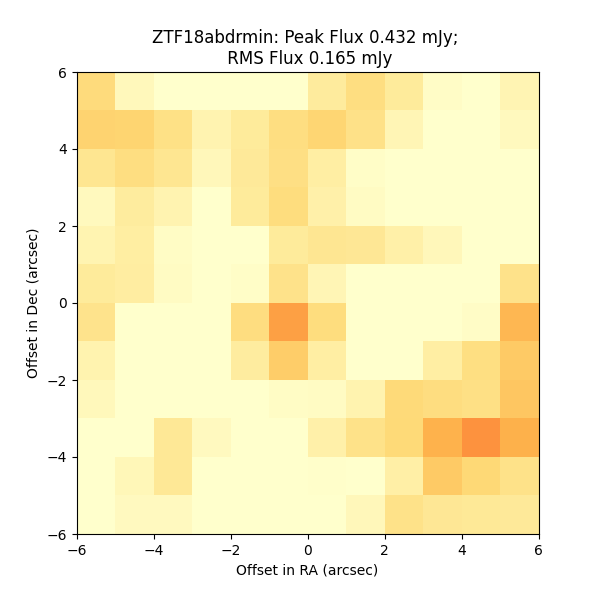 ZTF18abdrmin: Peak Flux 0.432 mJy;
RMS Flux 0.165 mJy
6
4
2
0
−2
−4
−6
Offset in Dec (arcsec)
−6 −4 −2 0 2 4 6
Offset in RA (arcsec)